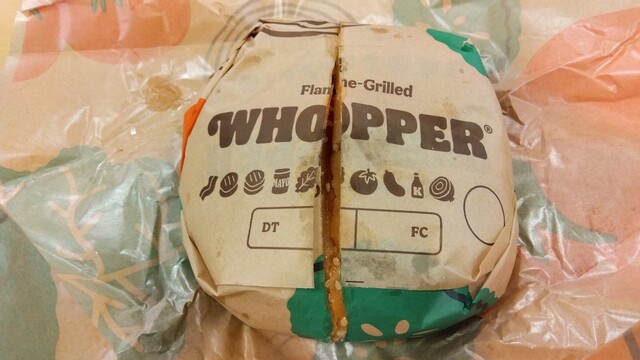 Flame-Grilled
WHOPPER®
MAYO K
DT FC